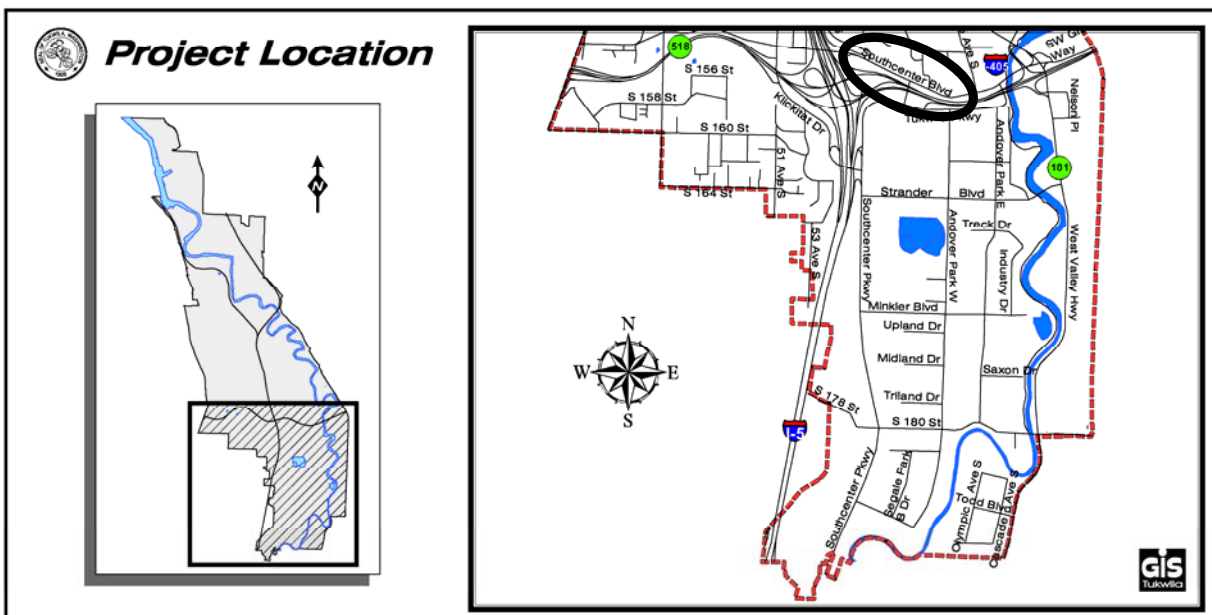 Project Location
1908
N
518
S 156 St
S 158 St
S 160 St
S 164 St
Klickitat Dr
51 Ave S
53 Ave S
Southcenter Blvd
Ave S
I-405
SW
Way
Nelson Pl
181
Pkwy
Andover Park E
Strander Blvd
Treck Dr
Southcenter Pkwy
Andover Park W
Industry Dr
West Valley Hwy
Minkler Blvd
Upland Dr
Midland Dr
Saxon Dr
Triland Dr
S 178 St
S 180 St
N
W E
S
I-5
Southcenter Pkwy
Segale Park
B Dr
Olympic Ave S
Todd Blvd
Cascade Ave S
GIS
Tukwila